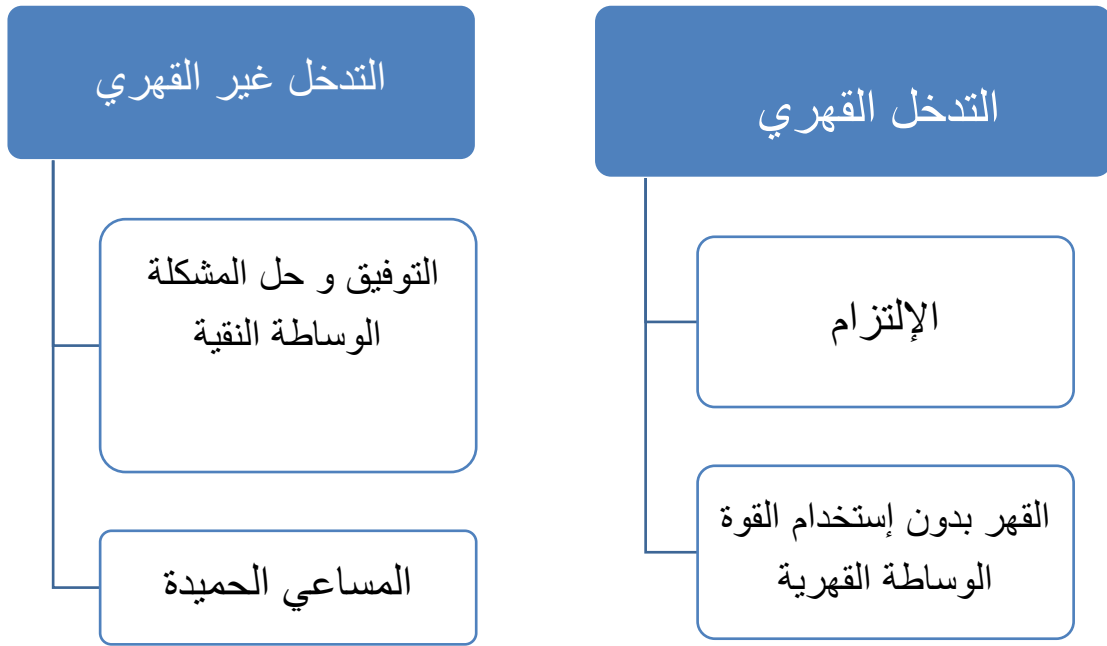 التدخل القهري
الإلتزام
القهر بدون إستخدام القوة
الوساطة القهرية
التدخل غير القهري
التوفيق و حل المشكلة
الوساطة النقية
المساعي الحميدة